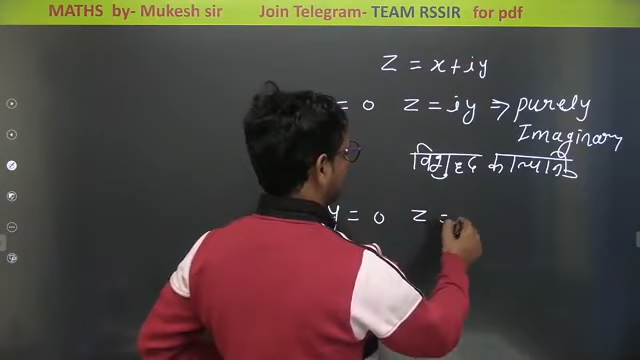 MATHS by- Mukesh sir Join Telegram- TEAM RSSIR for pdf
Z = x + iy
= 0 Z = iy ⇒ purely
Imaginary
विशुद्ध काल्पनिक
y = 0 Z =